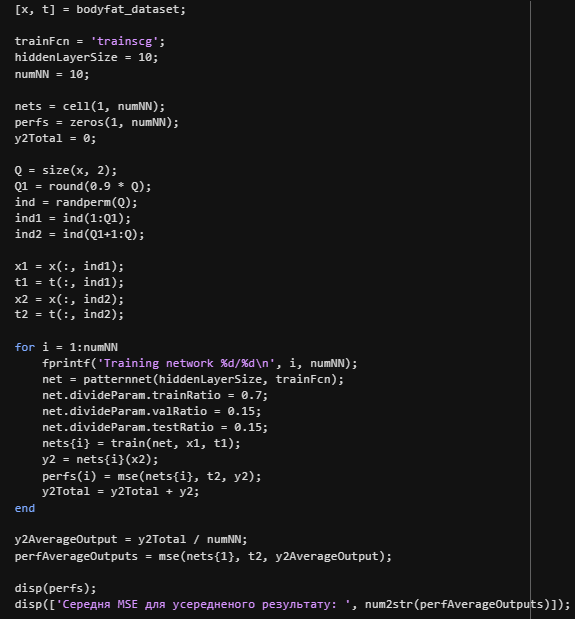 [x, t] = bodyfat_dataset;
trainFcn = 'trainscg';
hiddenLayerSize = 10;
numNN = 10;
nets = cell(1, numNN);
perfs = zeros(1, numNN);
y2Total = 0;
Q = size(x, 2);
Q1 = round(0.9 * Q);
ind = randperm(Q);
ind1 = ind(1:Q1);
ind2 = ind(Q1+1:Q);
x1 = x(:, ind1);
t1 = t(:, ind1);
x2 = x(:, ind2);
t2 = t(:, ind2);
for i = 1:numNN
    fprintf('Training network %d/%d\n', i, numNN);
    net = patternnet(hiddenLayerSize, trainFcn);
    net.divideParam.trainRatio = 0.7;
    net.divideParam.valRatio = 0.15;
    net.divideParam.testRatio = 0.15;
    nets{i} = train(net, x1, t1);
    y2 = nets{i}(x2);
    perfs(i) = mse(nets{i}, t2, y2);
    y2Total = y2Total + y2;
end
y2AverageOutput = y2Total / numNN;
perfAverageOutputs = mse(nets{1}, t2, y2AverageOutput);
disp(perfs);
disp(['Середня MSE для усередненого результату: ', num2str(perfAverageOutputs)]);